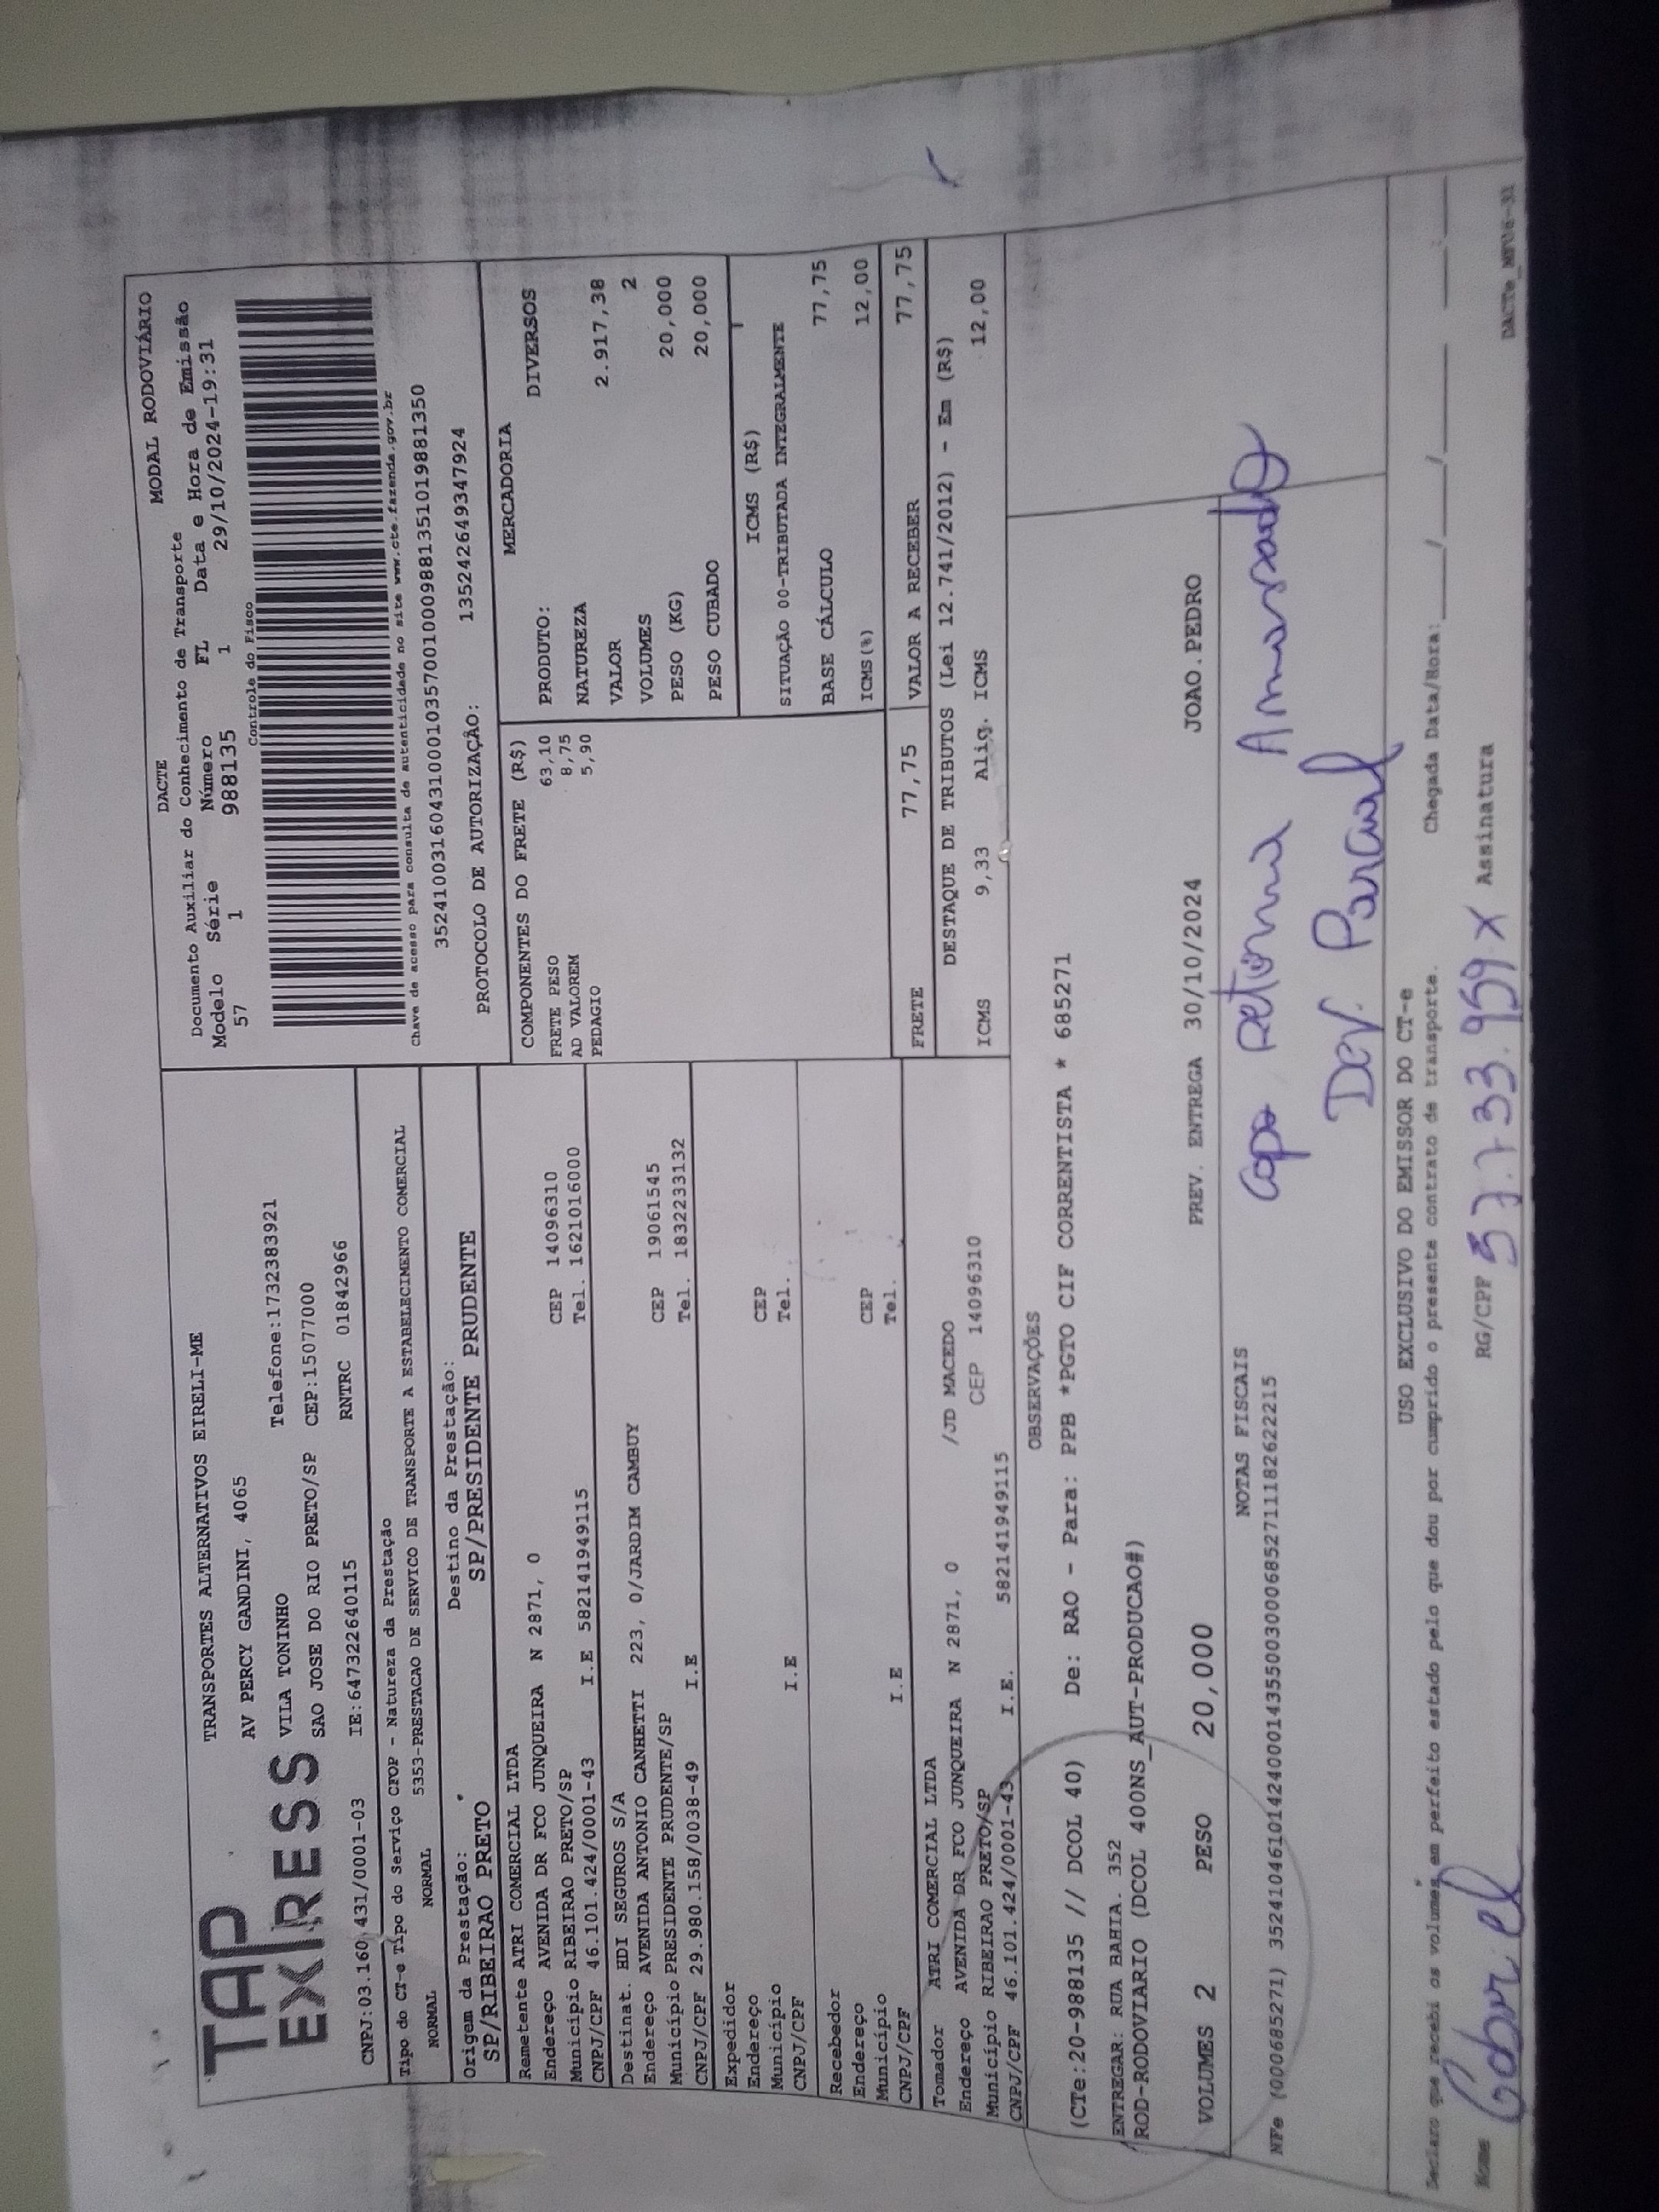 TAP
EXPRESS
TRANSPORTES ALTERNATIVOS EIRELI-ME
AV PERCY GANDINI, 4065
VILA TONINHO Telefone:1732383921
SAO JOSE DO RIO PRETO/SP CEP:15077000
CNPJ:03.160.431/0001-03 IE:647322640115 RNTRC 01842966
Tipo do CT-e Tipo do Serviço CFOP - Natureza da Prestação
NORMAL NORMAL 5353-PRESTACAO DE SERVICO DE TRANSPORTE A ESTABELECIMENTO COMERCIAL
Origem da Prestação: Destino da Prestação:
SP/RIBEIRAO PRETO SP/PRESIDENTE PRUDENTE
Remetente ATRI COMERCIAL LTDA
Endereço AVENIDA DR FCO JUNQUEIRA N 2871, 0 CEP 14096310
Município RIBEIRAO PRETO/SP Tel. 1621016000
CNPJ/CPF 46.101.424/0001-43 I.E 582141949115
Destinat. HDI SEGUROS S/A
Endereço AVENIDA ANTONIO CANHETTI 223, 0/JARDIM CAMBUY CEP 19061545
Município PRESIDENTE PRUDENTE/SP Tel. 1832233132
CNPJ/CPF 29.980.158/0038-49 I.E
Expedidor
Endereço CEP
Município Tel.
CNPJ/CPF I.E
Recebedor
Endereço CEP
Município Tel.
CNPJ/CPF I.E
Tomador ATRI COMERCIAL LTDA
Endereço AVENIDA DR FCO JUNQUEIRA N 2871, 0 /JD MACEDO
Município RIBEIRAO PRETO/SP CEP 14096310
CNPJ/CPF 46.101.424/0001-43 I.E. 582141949115
DACTE MODAL RODOVIÁRIO
Documento Auxiliar do Conhecimento de Transporte
Modelo Série Número FL Data e Hora de Emissão
57 1 988135 1 29/10/2024-19:31
Controle do Fisco
Chave de acesso para consulta de autenticidade no site www.cte.fazenda.gov.br
35241003160431000103570010009881351019881350
PROTOCOLO DE AUTORIZAÇÃO: 135242649347924
COMPONENTES DO FRETE (R$)
FRETE PESO 63,10
AD VALOREM 8,75
PEDAGIO 5,90
MERCADORIA
PRODUTO: DIVERSOS
NATUREZA
VALOR 2.917,38
VOLUMES 2
PESO (KG) 20,000
PESO CUBADO 20,000
ICMS (R$)
SITUAÇÃO 00-TRIBUTADA INTEGRALMENTE
BASE CÁLCULO 77,75
ICMS(%) 12,00
FRETE 77,75 VALOR A RECEBER 77,75
DESTAQUE DE TRIBUTOS (Lei 12.741/2012) - Em (R$)
ICMS 9,33 Aliq. ICMS 12,00
OBSERVAÇÕES
(CTe:20-988135 // DCOL 40) De: RAO - Para: PPB *PGTO CIF CORRENTISTA * 685271
ENTREGAR: RUA BAHIA. 352
ROD-RODOVIARIO (DCOL 400NS_AUT-PRODUCAO#)
VOLUMES 2 PESO 20,000 PREV. ENTREGA 30/10/2024 JOAO.PEDRO
NOTAS FISCAIS
NFe (000685271) 35241046101424000143550030006852711182622215
Capo retorna Amassado
Dev. Parcial
USO EXCLUSIVO DO EMISSOR DO CT-e
Declaro que recebi os volumes em perfeito estado pelo que dou por cumprido o presente contrato de transporte. Chegada Data/Hora:____/____/____ ____:____
Nome Gabriel RG/CPF 57.733.959 X Assinatura